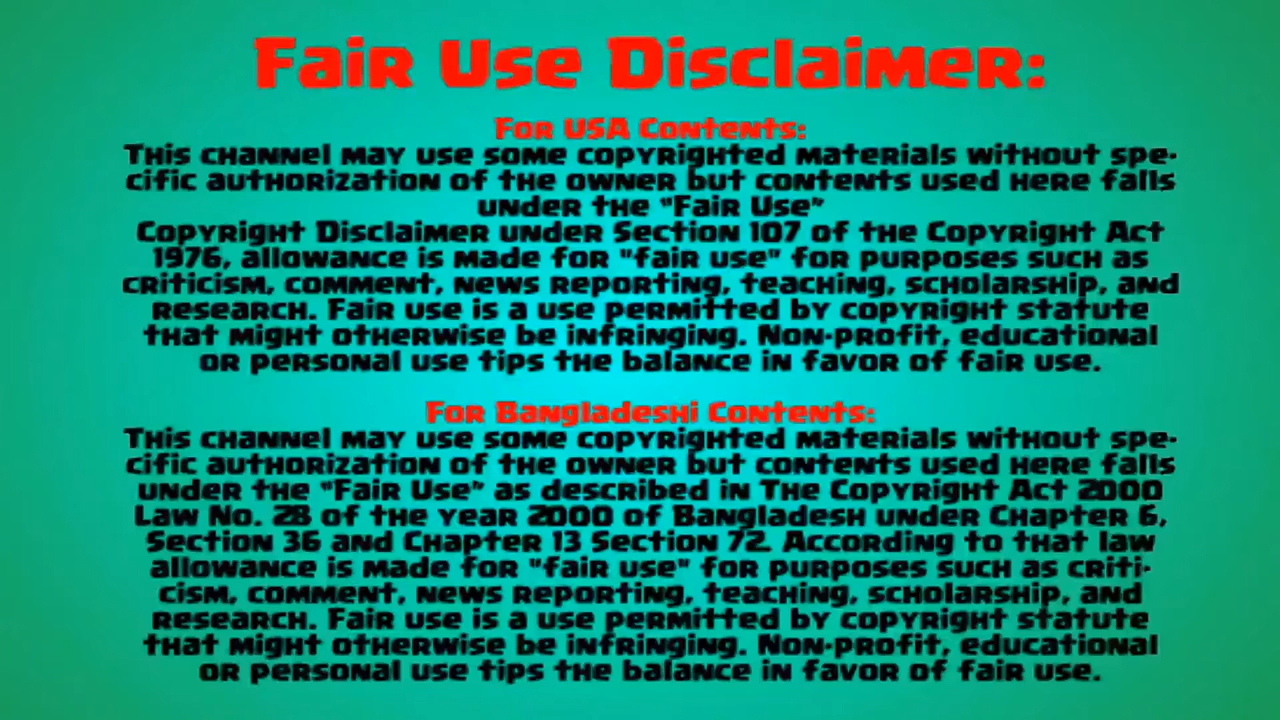 Fair Use Disclaimer:
For USA Contents:
This channel may use some copyrighted materials without spe-
cific authorization of the owner but contents used here falls
under the "Fair Use"
Copyright Disclaimer under Section 107 of the Copyright Act
1976, allowance is made for "fair use" for purposes such as
criticism, comment, news reporting, teaching, scholarship, and
research. Fair use is a use permitted by copyright statute
that might otherwise be infringing. Non-profit, educational
or personal use tips the balance in favor of fair use.
For Bangladeshi Contents:
This channel may use some copyrighted materials without spe-
cific authorization of the owner but contents used here falls
under the "Fair Use" as described in The Copyright Act 2000
Law No. 28 of the year 2000 of Bangladesh under Chapter 6,
Section 36 and Chapter 13 Section 72. According to that law
allowance is made for "fair use" for purposes such as criti-
cism, comment, news reporting, teaching, scholarship, and
research. Fair use is a use permitted by copyright statute
that might otherwise be infringing. Non-profit, educational
or personal use tips the balance in favor of fair use.